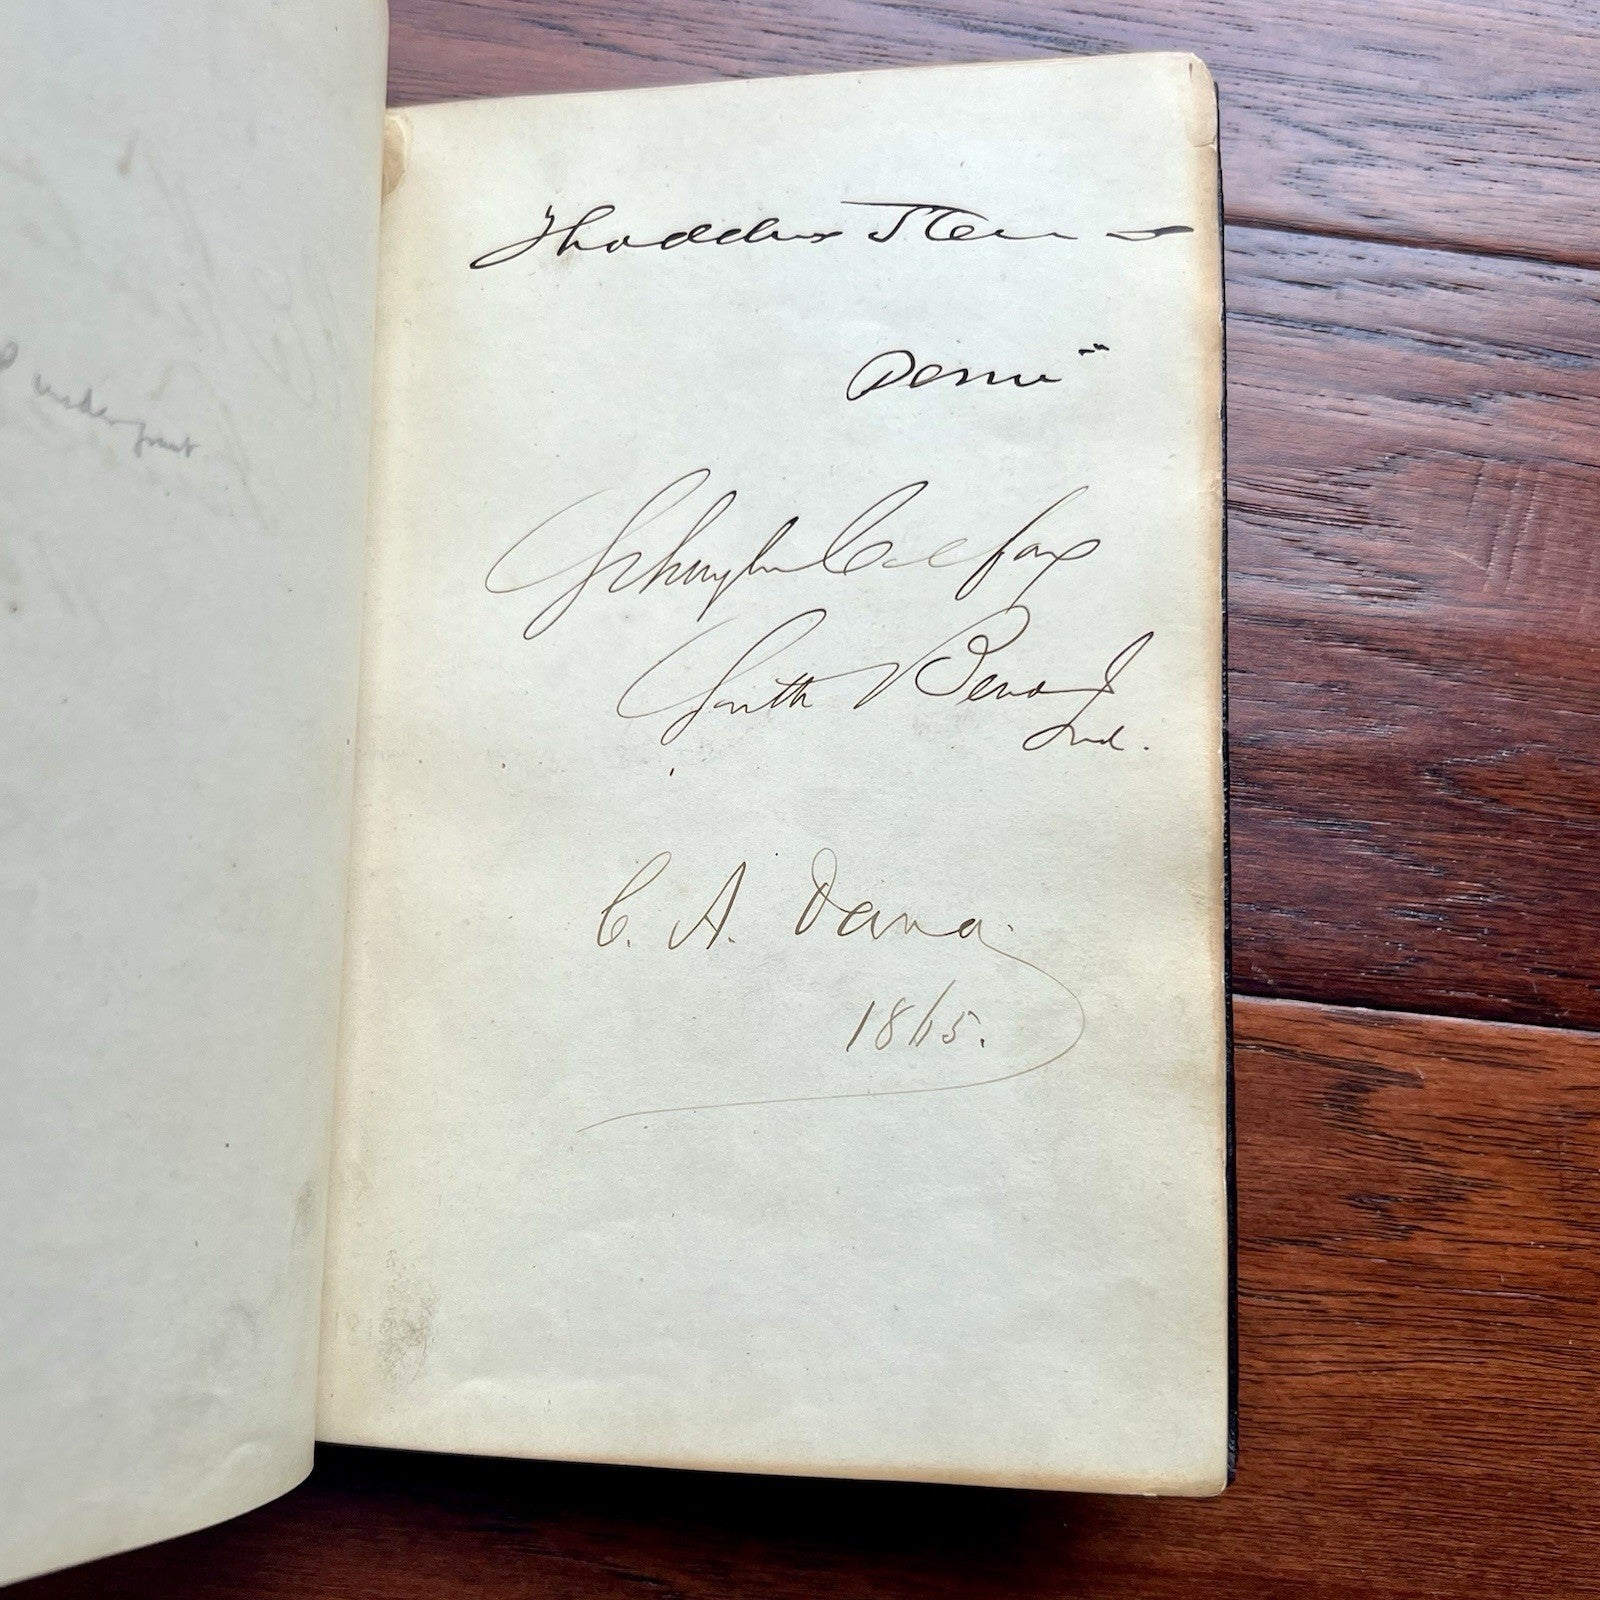 Thaddeus Stevens
Penn"
Schuyler Colfax
South Bend
Ind.
C. A. Dana.
1865.